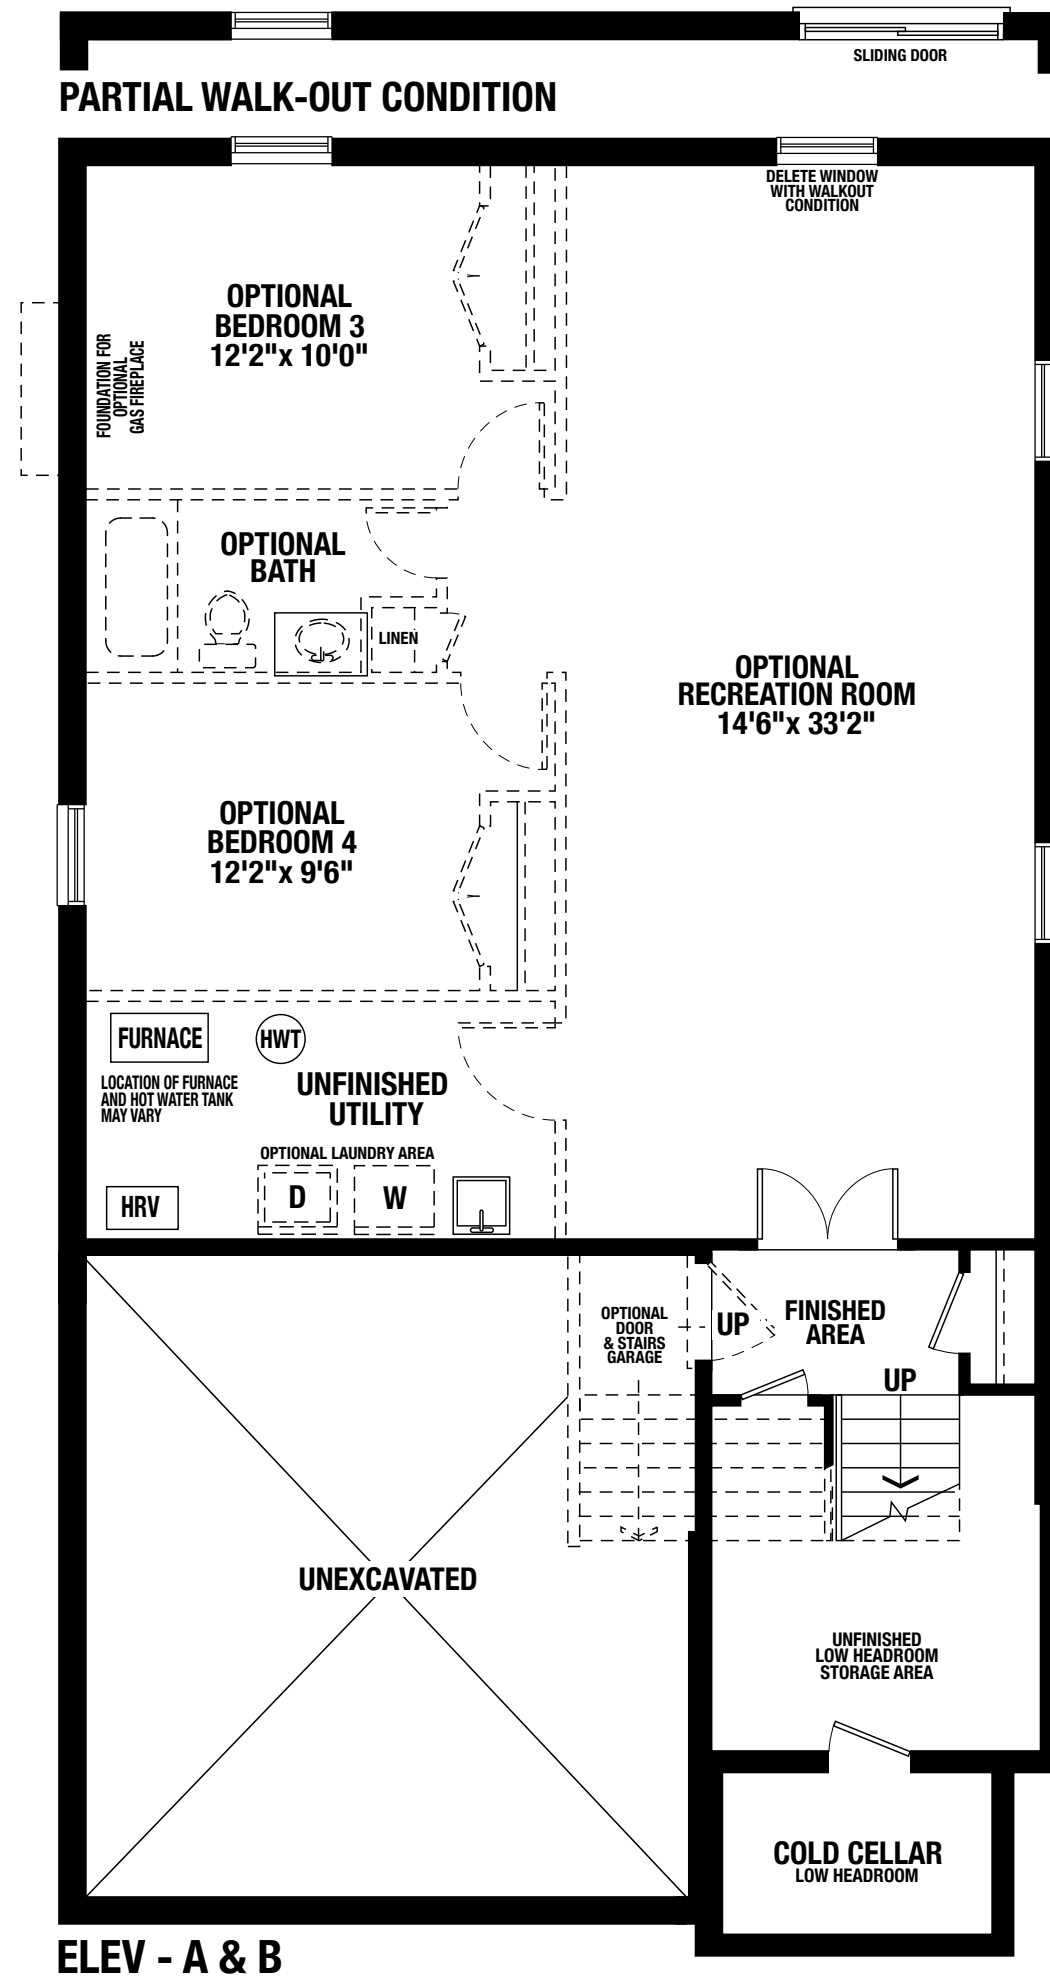 SLIDING DOOR
PARTIAL WALK-OUT CONDITION
DELETE WINDOW
WITH WALKOUT
CONDITION
OPTIONAL
BEDROOM 3
12'2"x 10'0"
FOUNDATION FOR
OPTIONAL
GAS FIREPLACE
OPTIONAL
BATH
LINEN
OPTIONAL
RECREATION ROOM
14'6"x 33'2"
OPTIONAL
BEDROOM 4
12'2"x 9'6"
FURNACE
HWT
LOCATION OF FURNACE
AND HOT WATER TANK
MAY VARY
UNFINISHED
UTILITY
OPTIONAL LAUNDRY AREA
HRV
D
W
OPTIONAL
DOOR
& STAIRS
GARAGE
UP
FINISHED
AREA
UP
UNEXCAVATED
UNFINISHED
LOW HEADROOM
STORAGE AREA
COLD CELLAR
LOW HEADROOM
ELEV - A & B